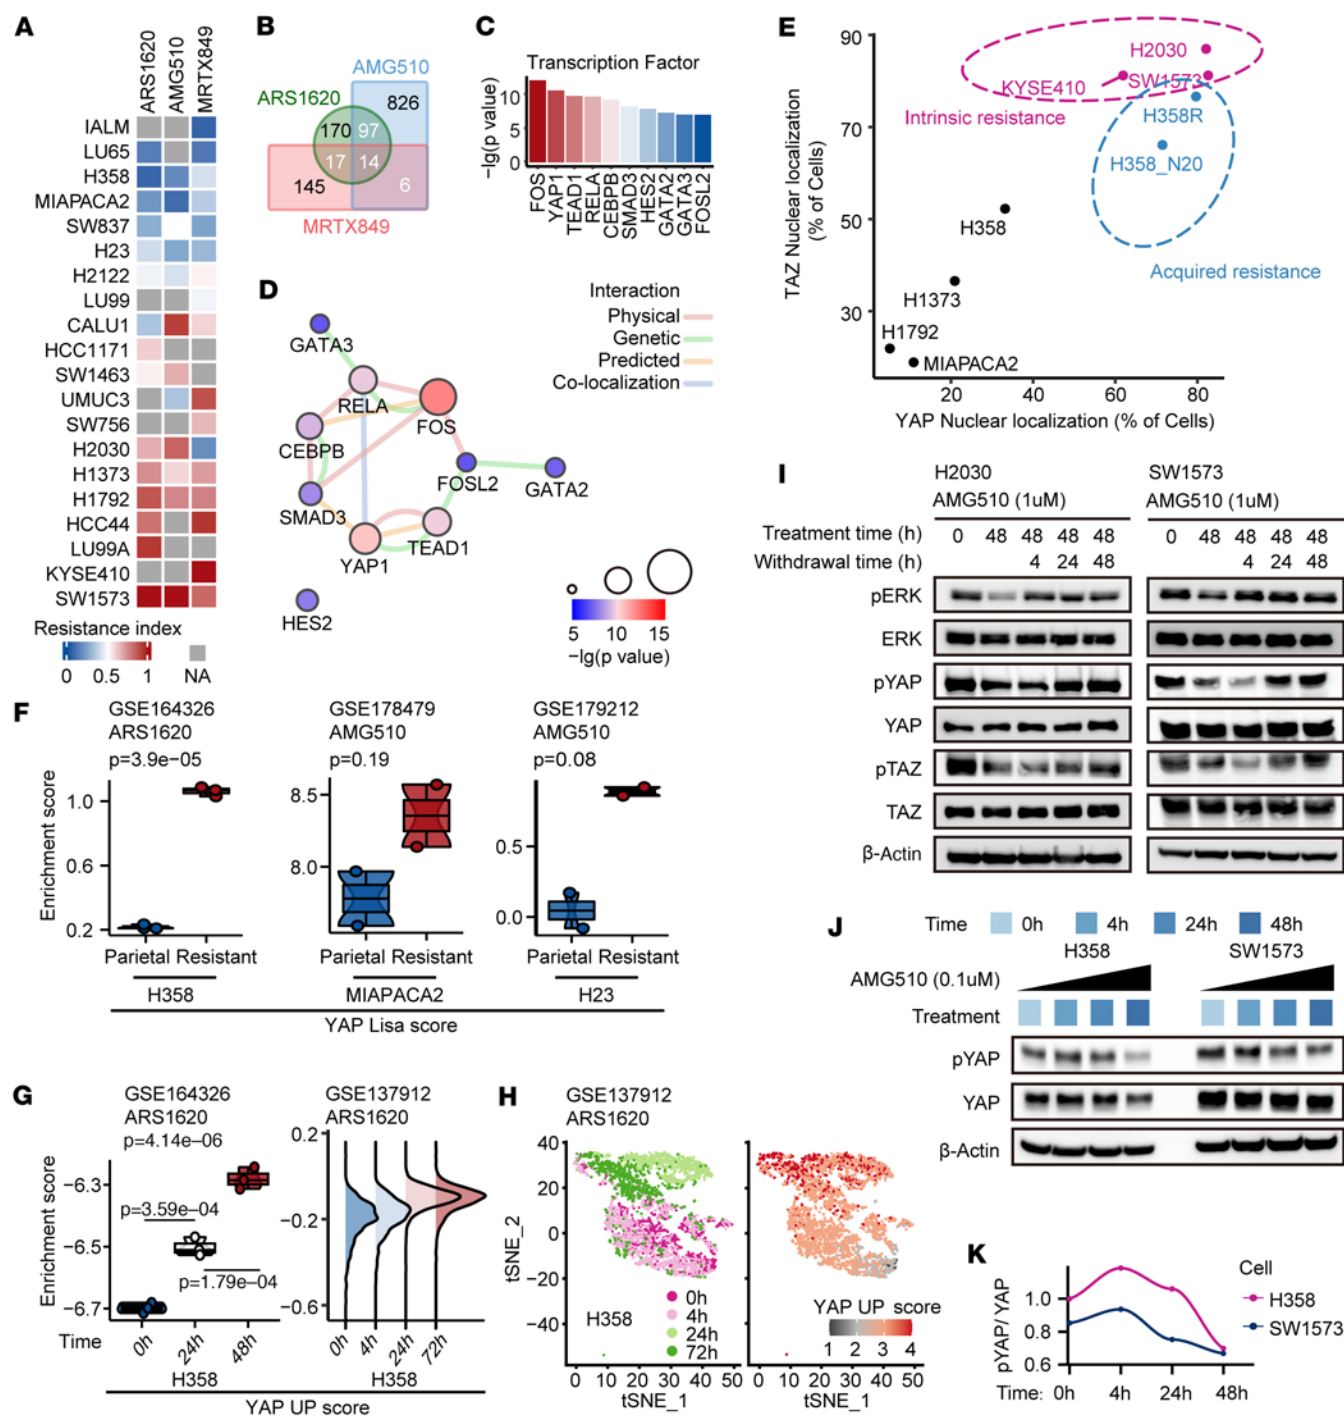 A
ARS1620
AMG510
MRTX849
IALM
LU65
H358
MIAPACA2
SW837
H23
H2122
LU99
CALU1
HCC1171
SW1463
UMUC3
SW756
H2030
H1373
H1792
HCC44
LU99A
KYSE410
SW1573
Resistance index
0 0.5 1 NA
B
AMG510
ARS1620
826
170 97
17 14
145 6
MRTX849
C
Transcription Factor
−lg(p value)
10
5
0
FOS
YAP1
TEAD1
RELA
CEBPB
SMAD3
HES2
GATA2
GATA3
FOSL2
D
Interaction
Physical
Genetic
Predicted
Co-localization
GATA3
RELA
FOS
CEBPB
FOSL2
GATA2
SMAD3
YAP1
TEAD1
HES2
5 10 15
−lg(p value)
E
TAZ Nuclear localization
(% of Cells)
90
70
50
30
H2030
KYSE410
SW1573
Intrinsic resistance
H358R
H358_N20
H358
Acquired resistance
H1373
H1792
MIAPACA2
20 40 60 80
YAP Nuclear localization (% of Cells)
F
GSE164326
ARS1620
p=3.9e−05
GSE178479
AMG510
p=0.19
GSE179212
AMG510
p=0.08
Enrichment score
1.0
0.6
0.2
8.5
8.0
0.5
0.0
Parietal Resistant
Parietal Resistant
Parietal Resistant
H358
MIAPACA2
H23
YAP Lisa score
G
GSE164326
ARS1620
p=4.14e−06
p=3.59e−04
p=1.79e−04
Enrichment score
−6.3
−6.5
−6.7
Time
0h
24h
48h
H358
GSE137912
ARS1620
0.2
−0.2
−0.6
0h
4h
24h
72h
H358
YAP UP score
H
GSE137912
ARS1620
tSNE_2
40
20
0
−20
−40
H358
0h
4h
24h
72h
YAP UP score
1 2 3 4
0 10 20 30 40 50
0 10 20 30 40 50
tSNE_1
tSNE_1
I
H2030
AMG510 (1uM)
SW1573
AMG510 (1uM)
Treatment time (h) 0 48 48 48 48 0 48 48 48 48
Withdrawal time (h) 4 24 48 4 24 48
pERK
ERK
pYAP
YAP
pTAZ
TAZ
β-Actin
J
Time 0h 4h 24h 48h
H358 SW1573
AMG510 (0.1uM)
Treatment
pYAP
YAP
β-Actin
K
pYAP/ YAP
1.0
0.8
0.6
Cell
H358
SW1573
Time: 0h 4h 24h 48h